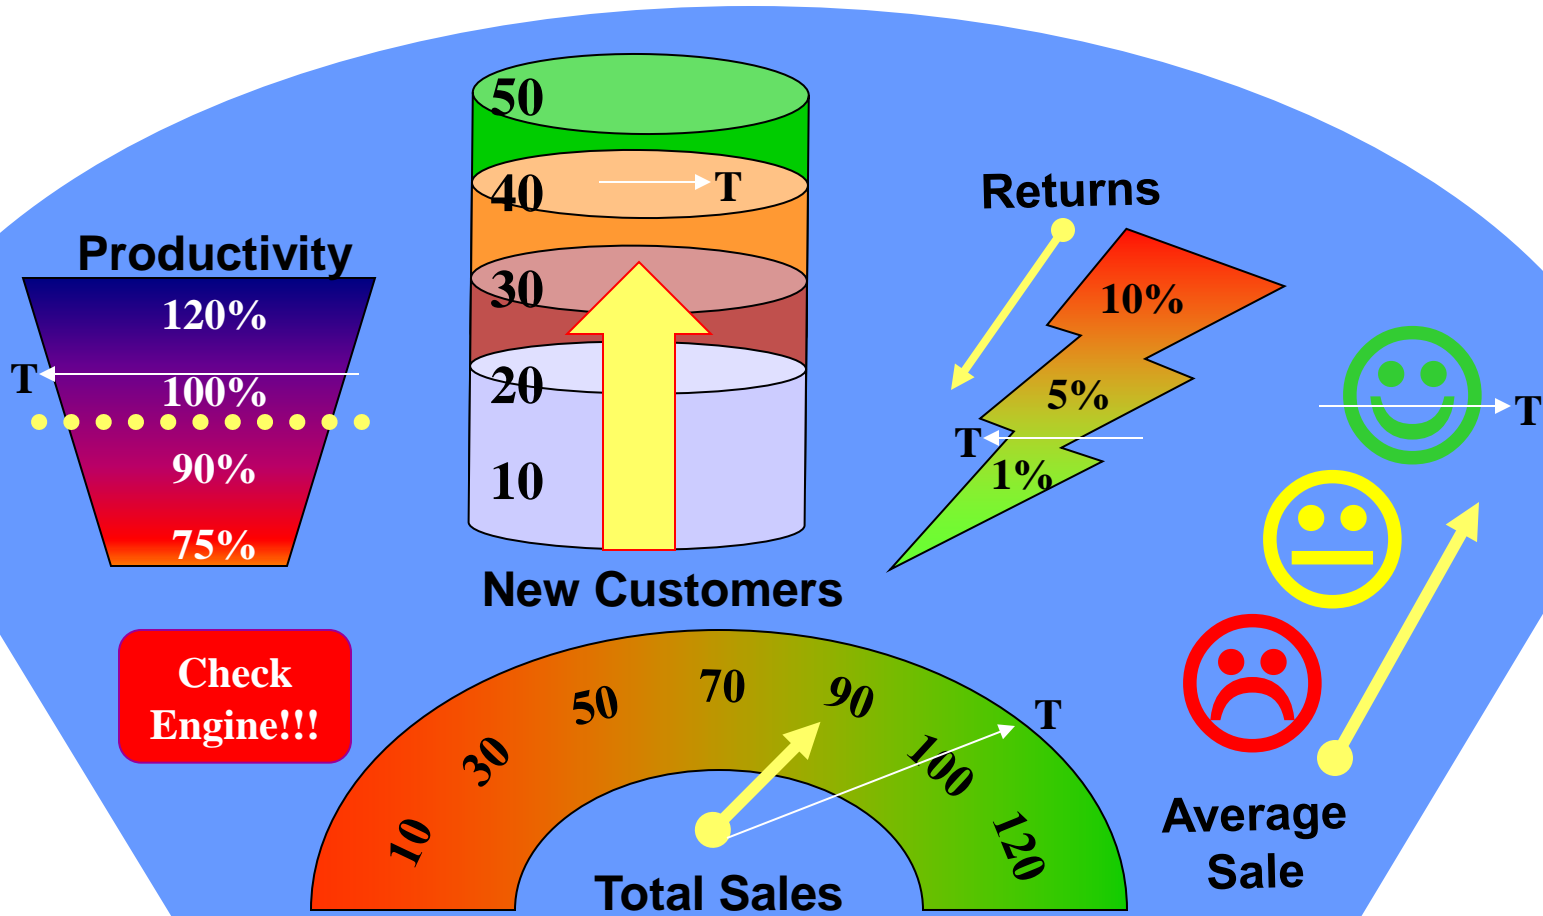 50
40
T
30
20
10
New Customers
Productivity
120%
T
100%
90%
75%
Returns
10%
5%
T
1%
T
Check
Engine!!!
10
30
50
70
90
100
120
T
Total Sales
Average
Sale